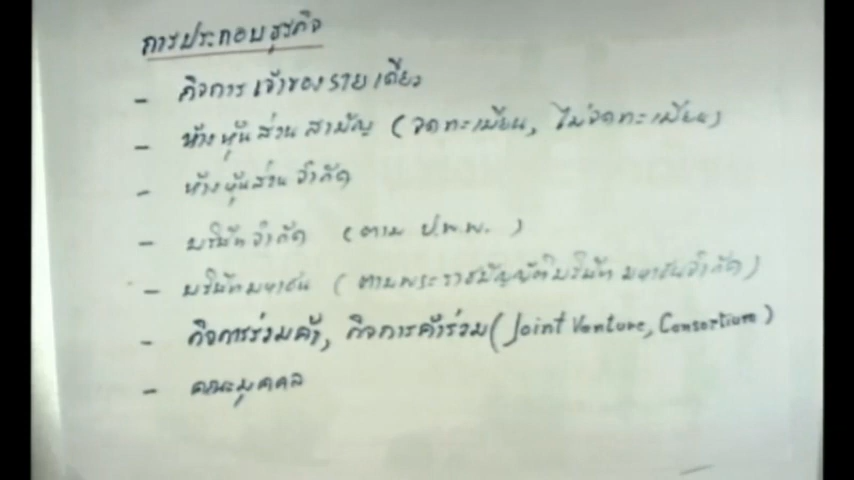 การประกอบธุรกิจ
- กิจการเจ้าของรายเดียว
- ห้างหุ้นส่วนสามัญ (จดทะเบียน, ไม่จดทะเบียน)
- ห้างหุ้นส่วนจำกัด
- บริษัทจำกัด (ตาม ป.พ.พ.)
- บริษัทมหาชน (ตามพระราชบัญญัติบริษัทมหาชนจำกัด)
- กิจการร่วมค้า, กิจการค้าร่วม (Joint Venture, Consortium)
- คณะบุคคล